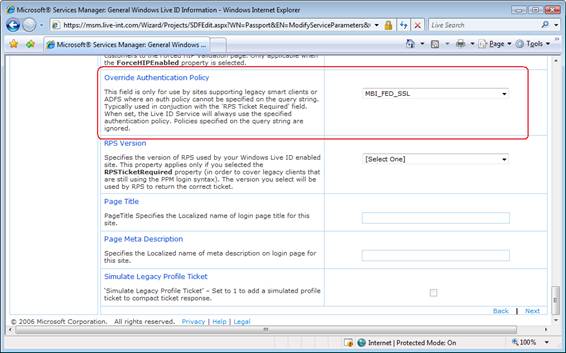 Microsoft® Services Manager: General Windows Live ID Information - Windows Internet Explorer
https://msm.live-int.com/Wizard/Projects/SDFEdit.aspx?WN=Passport&EN=ModifyServiceParameters&
Live Search
Microsoft® Services Manager: General Windows ...
Page
Tools
customers to the Forced HIP Validation page. Only applicable when
the ForceHIPEnabled property is selected.
Override Authentication Policy
This field is only for use by sites supporting legacy smart clients or
ADFS where an auth policy cannot be specified on the query string.
Typically used in conjuction with the 'RPS Ticket Required' field.
When set, the Live ID Service will always use the specified
authentication policy. Policies specified on the query string are
ignored.
MBI_FED_SSL
RPS Version
Specifies the version of RPS used by your Windows Live ID enabled
site. This property applies only if you selected the
RPSTicketRequired property (in order to cover legacy clients that
are still using the PPM login syntax). The version you select will be
used by RPS to return the correct ticket.
[Select One]
Page Title
PageTitle Specifies the Localized name of login page title for this
site.
Page Meta Description
Specifies the Localized name of meta description on login page for
this site.
Simulate Legacy Profile Ticket
'Simulate Legacy Profile Ticket' – Set to 1 to add a simulated profile
ticket to compact ticket response.
Back | Next
© 2006 Microsoft Corporation. All rights reserved. Privacy | Help | Legal
Internet | Protected Mode: On
100%